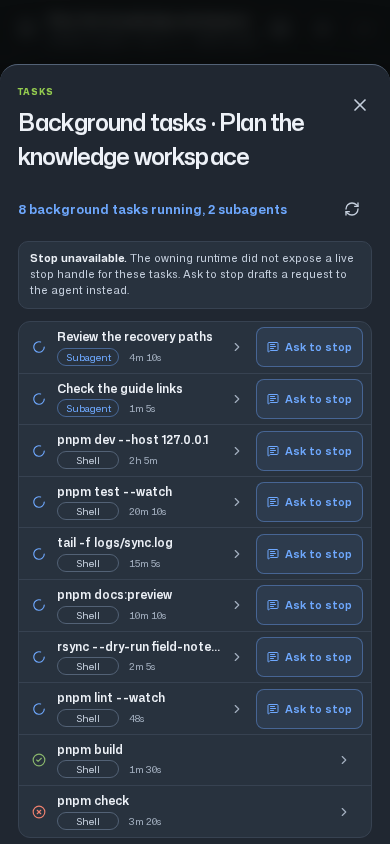 TASKS
Background tasks · Plan the
knowledge workspace
8 background tasks running, 2 subagents
Stop unavailable. The owning runtime did not expose a live
stop handle for these tasks. Ask to stop drafts a request to
the agent instead.
Review the recovery paths
Subagent 4m 10s
Ask to stop
Check the guide links
Subagent 1m 5s
Ask to stop
pnpm dev --host 127.0.0.1
Shell 2h 5m
Ask to stop
pnpm test --watch
Shell 20m 10s
Ask to stop
tail -f logs/sync.log
Shell 15m 5s
Ask to stop
pnpm docs:preview
Shell 10m 10s
Ask to stop
rsync --dry-run field-note...
Shell 2m 5s
Ask to stop
pnpm lint --watch
Shell 48s
Ask to stop
pnpm build
Shell 1m 30s
pnpm check
Shell 3m 20s